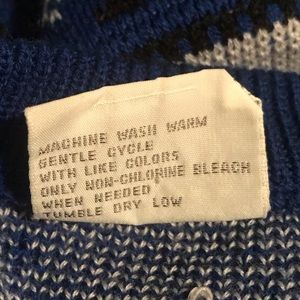 MACHINE WASH WARM
GENTLE CYCLE
WITH LIKE COLORS
ONLY NON-CHLORINE BLEACH
WHEN NEEDED
TUMBLE DRY LOW